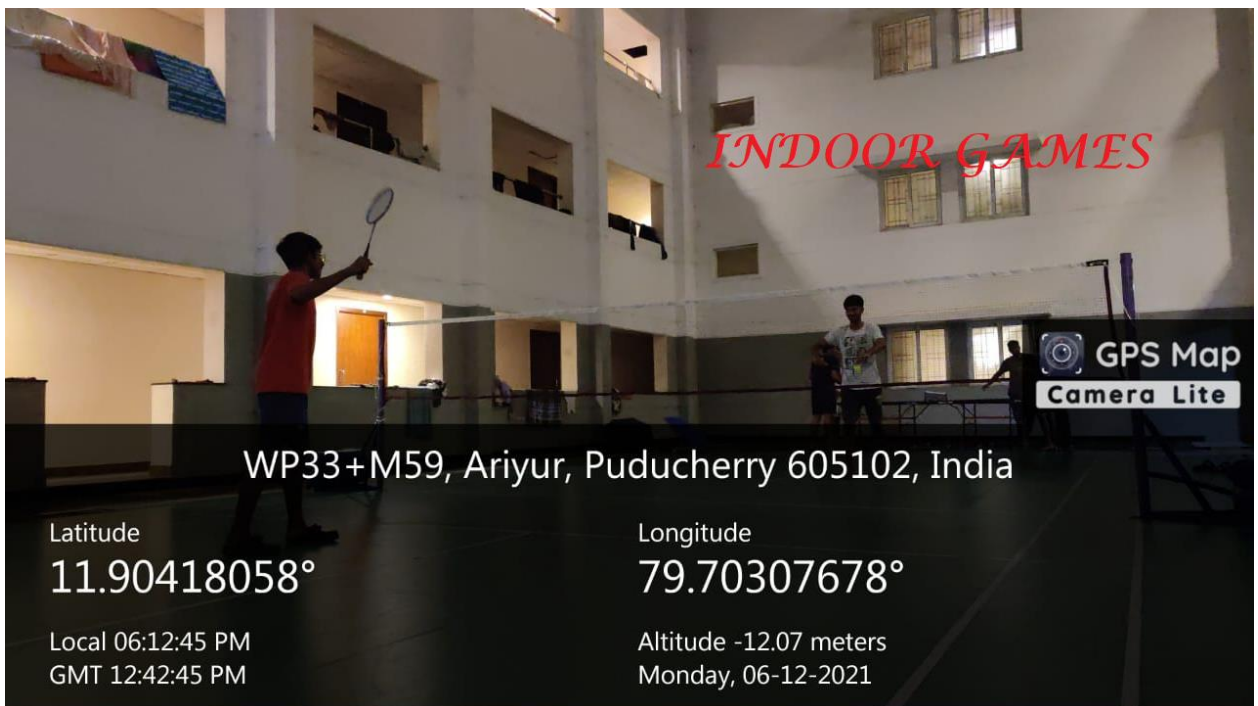 INDOOR GAMES
GPS Map
Camera Lite
WP33+M59, Ariyur, Puducherry 605102, India
Latitude
11.90418058°
Longitude
79.70307678°
Local 06:12:45 PM
GMT 12:42:45 PM
Altitude -12.07 meters
Monday, 06-12-2021